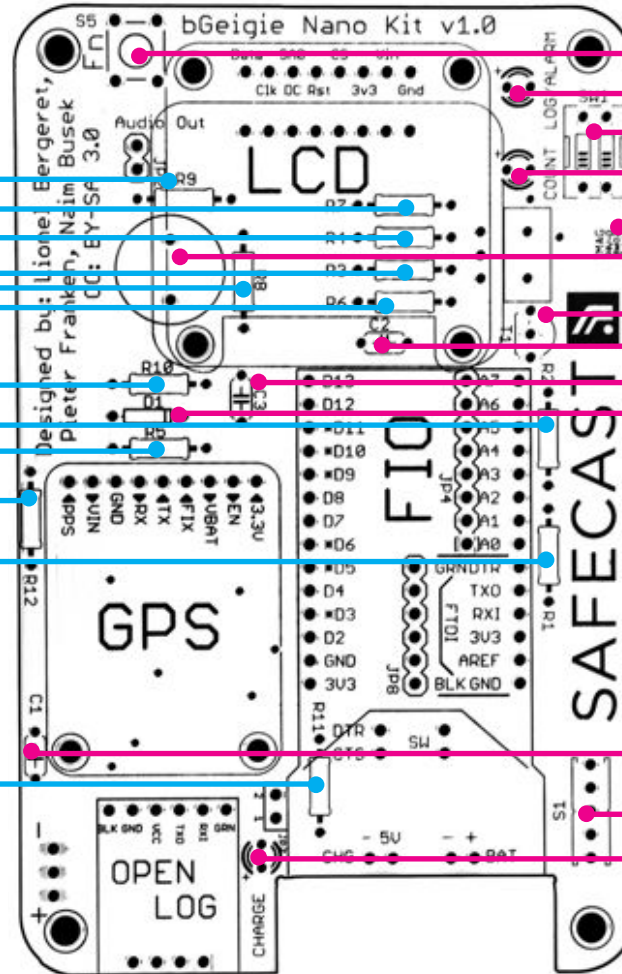 S5
bGeigie Nano Kit v1.0
Fn
Data SAO CS Vin
Clk DC Rst 3v3 Gnd
LOG/ALARM
SW1
Audio Out
COUNT
LCD
R9
R7
R4
R3
R8
R6
C2
T1
Designed by: Lionel Bergeret,
Pieter Franken, Naim Busek
CC: BY-SA 3.0
R10
D1
C3
R5
R2
SAFECAST
FIO
D13
D12
*D11
*D10
*D9
D8
D7
*D6
*D5
D4
*D3
D2
GND
3V3
A7
A6
A5
A4
A3
A2
A1
A0
JP4
GRN DTR
TXO
RXI
3V3
AREF
BLK GND
FTDI
JP8
R1
GPS
PPS
VIN
GND
RX
TX
FIX
VBAT
EN
3.3V
R12
C1
R11
DTR
CTS
SW
2
1
S1
- 5V
- +
CHG
BAT
BLK GND VCC TXO RXI GRN
OPEN
LOG
CHARGE
-
+